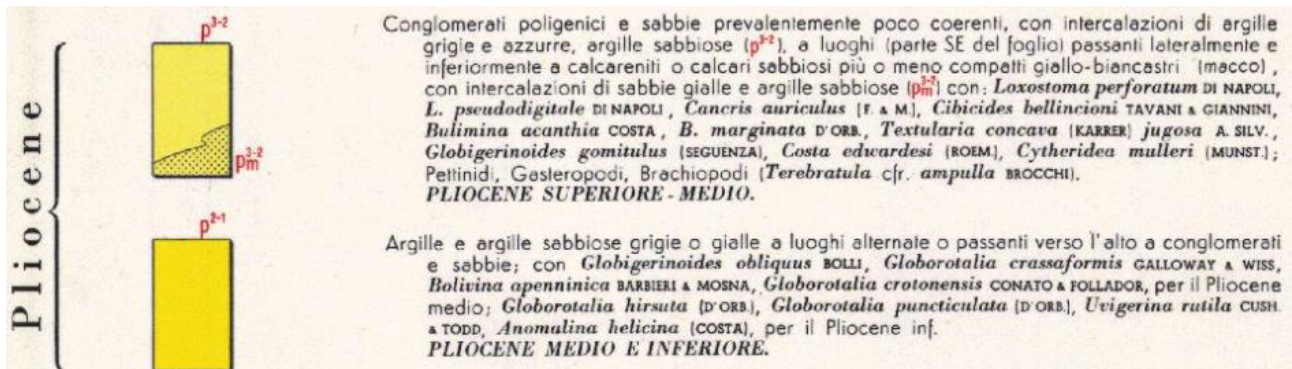 Pliocene
p³⁻²
pm³⁻²
Conglomerati poligenici e sabbie prevalentemente poco coerenti, con intercalazioni di argille
grigie e azzurre, argille sabbiose (p³⁻²), a luoghi (parte SE del foglio) passanti lateralmente e
inferiormente a calcareniti o calcari sabbiosi più o meno compatti giallo-biancastri (macco),
con intercalazioni di sabbie gialle e argille sabbiose (pm³⁻²) con: Loxostoma perforatum DI NAPOLI,
L. pseudodigitale DI NAPOLI, Cancris auriculus (F. & M.), Cibicides bellincioni TAVANI & GIANNINI,
Bulimina acanthia COSTA, B. marginata D'ORB., Textularia concava (KARRER) jugosa A. SILV.,
Globigerinoides gomitulus (SEGUENZA), Costa edwardesi (ROEM.), Cytheridea mulleri (MUNST.);
Pettinidi, Gasteropodi, Brachiopodi (Terebratula cfr. ampulla BROCCHI).
PLIOCENE SUPERIORE - MEDIO.
p²⁻¹
Argille e argille sabbiose grigie o gialle a luoghi alternate o passanti verso l'alto a conglomerati
e sabbie; con Globigerinoides obliquus BOLLI, Globorotalia crassaformis GALLOWAY & WISS,
Bolivina apenninica BARBIERI & MOSNA, Globorotalia crotonensis CONATO & FOLLADOR, per il Pliocene
medio; Globorotalia hirsuta (D'ORB.), Globorotalia puncticulata (D'ORB.), Uvigerina rutila CUSH.
& TODD, Anomalina helicina (COSTA), per il Pliocene inf.
PLIOCENE MEDIO E INFERIORE.